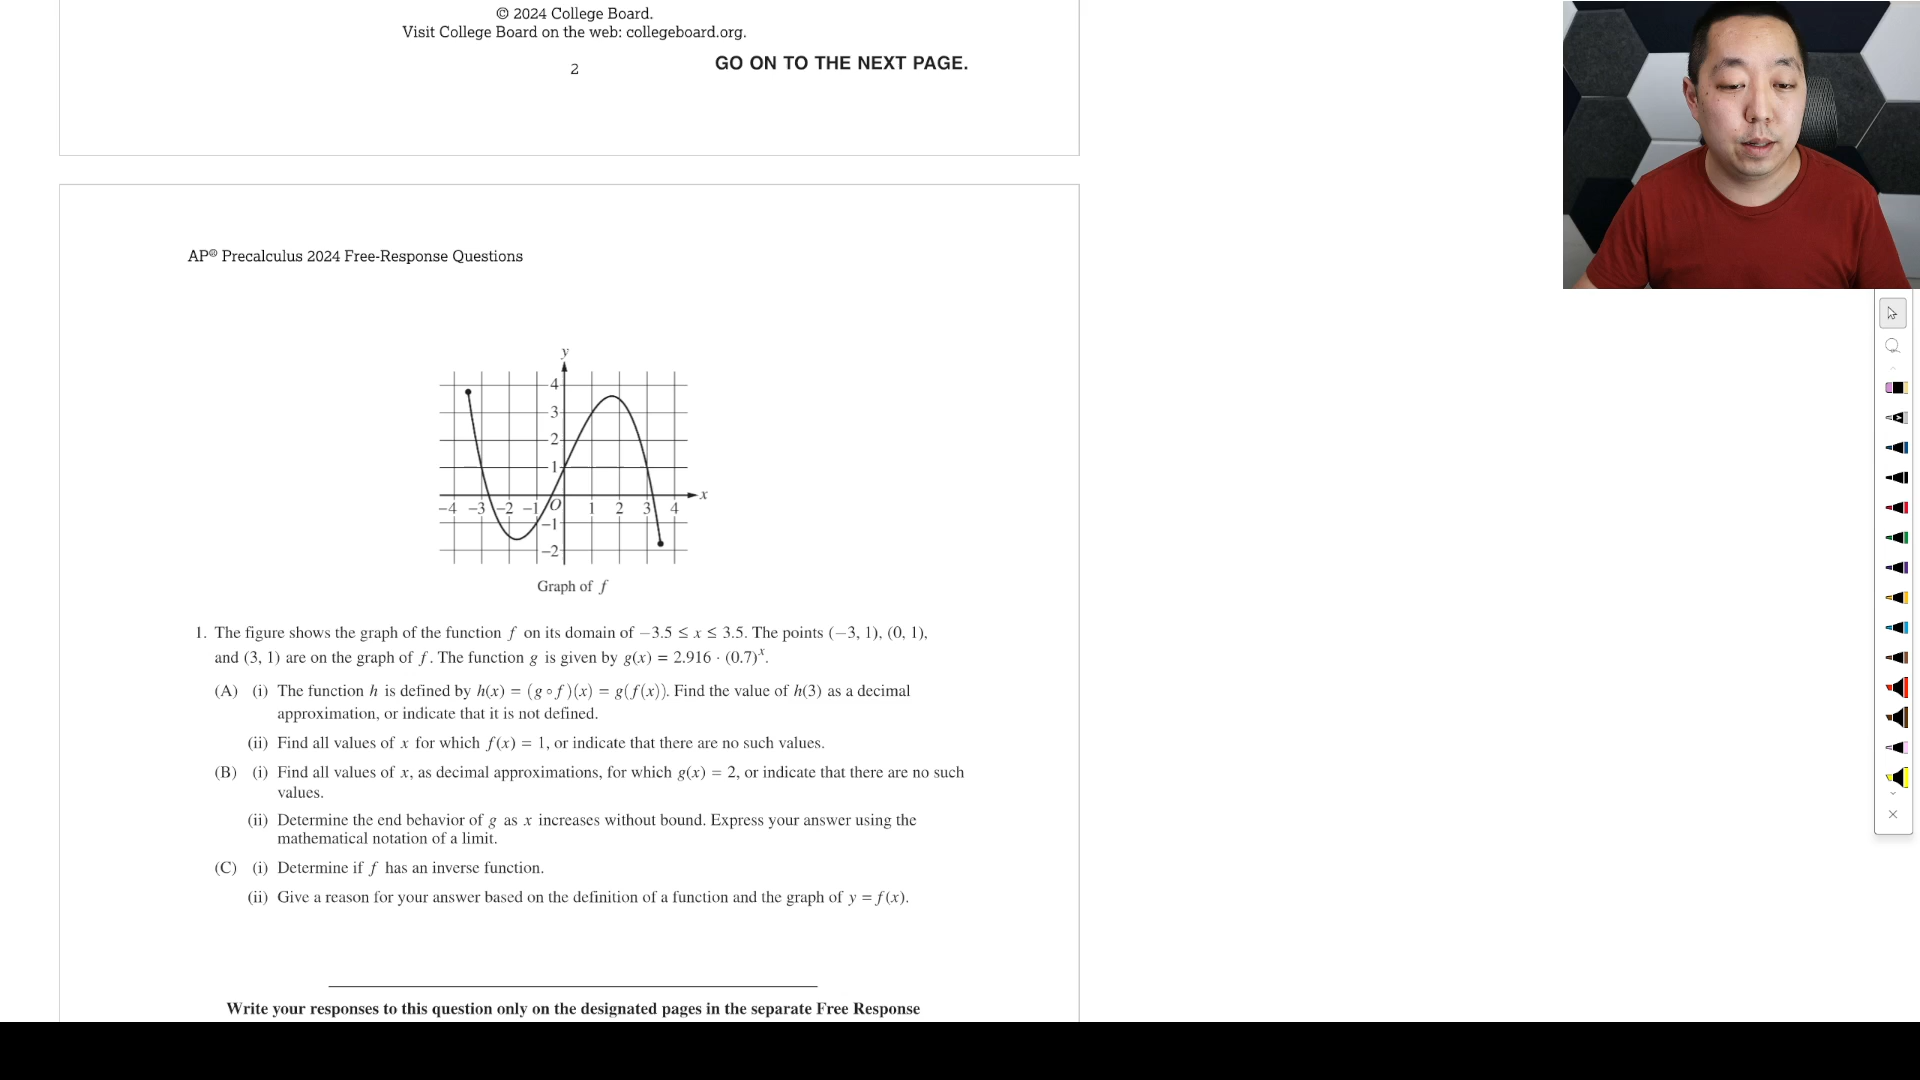 © 2024 College Board.
Visit College Board on the web: collegeboard.org.
GO ON TO THE NEXT PAGE.
2
AP® Precalculus 2024 Free-Response Questions
y
4
3
2
1
x
−4 −3 −2 −1 O 1 2 3 4
−1
−2
Graph of f
1. The figure shows the graph of the function f on its domain of −3.5 ≤ x ≤ 3.5. The points (−3, 1), (0, 1),
and (3, 1) are on the graph of f. The function g is given by g(x) = 2.916 · (0.7)ˣ.
(A) (i) The function h is defined by h(x) = (g ∘ f)(x) = g(f(x)). Find the value of h(3) as a decimal
approximation, or indicate that it is not defined.
(ii) Find all values of x for which f(x) = 1, or indicate that there are no such values.
(B) (i) Find all values of x, as decimal approximations, for which g(x) = 2, or indicate that there are no such
values.
(ii) Determine the end behavior of g as x increases without bound. Express your answer using the
mathematical notation of a limit.
(C) (i) Determine if f has an inverse function.
(ii) Give a reason for your answer based on the definition of a function and the graph of y = f(x).
Write your responses to this question only on the designated pages in the separate Free Response